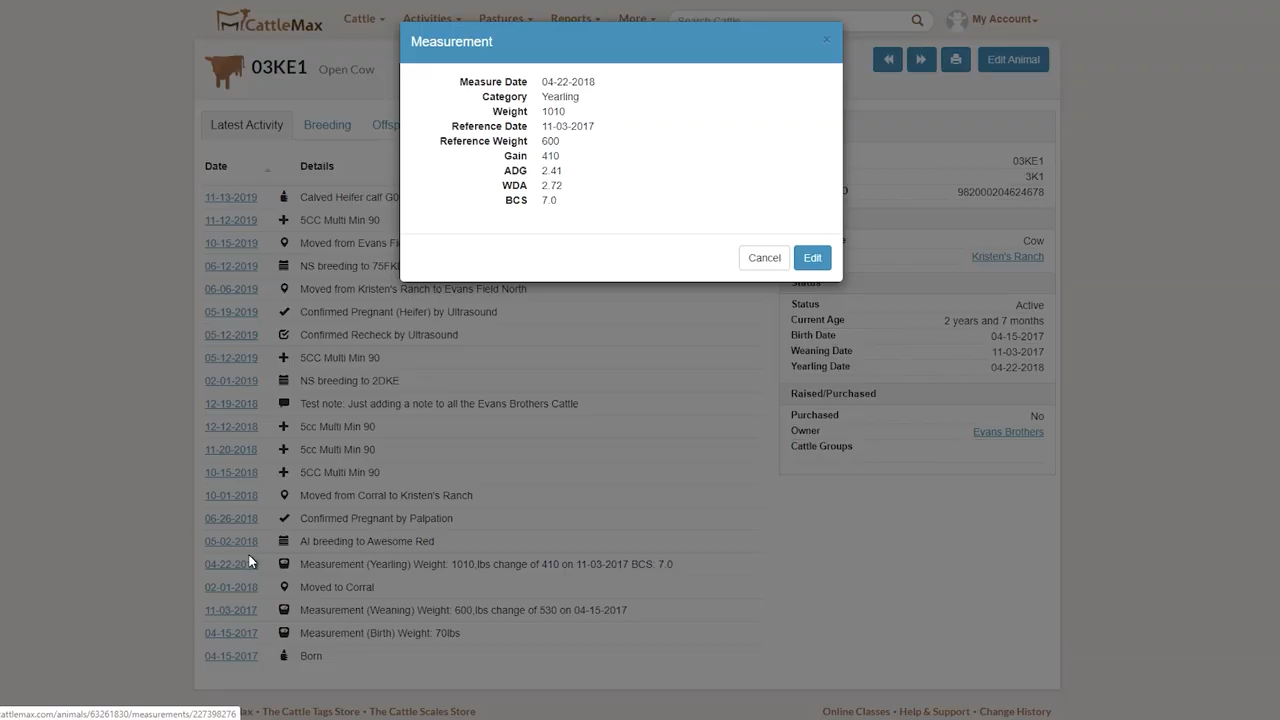 CattleMax
Cattle
Activities
Pastures
Reports
More
Search Cattle
My Account
03KE1
Open Cow
Edit Animal
Measurement
×
Measure Date 04-22-2018
Category Yearling
Weight 1010
Reference Date 11-03-2017
Reference Weight 600
Gain 410
ADG 2.41
WDA 2.72
BCS 7.0
Cancel
Edit
Latest Activity
Breeding
Date
Details
11-13-2019 Calved Heifer calf
11-12-2019 5CC Multi Min 90
10-15-2019 Moved from Evans
06-12-2019 NS breeding to
06-06-2019 Moved from Kristen's Ranch to Evans Field North
05-19-2019 Confirmed Pregnant (Heifer) by Ultrasound
05-12-2019 Confirmed Recheck by Ultrasound
05-12-2019 5CC Multi Min 90
02-01-2019 NS breeding to 2DKE
12-19-2018 Test note: Just adding a note to all the Evans Brothers Cattle
12-12-2018 5cc Multi Min 90
11-20-2018 5cc Multi Min 90
10-15-2018 5CC Multi Min 90
10-01-2018 Moved from Corral to Kristen's Ranch
06-26-2018 Confirmed Pregnant by Palpation
05-02-2018 AI breeding to Awesome Red
Measurement (Yearling) Weight: 1010,lbs change of 410 on 11-03-2017 BCS: 7.0
02-01-2018 Moved to Corral
11-03-2017 Measurement (Weaning) Weight: 600,lbs change of 530 on 04-15-2017
04-15-2017 Measurement (Birth) Weight: 70lbs
04-15-2017 Born
03KE1
3K1
982000204624678
Cow
Kristen's Ranch
Status
Status Active
Current Age 2 years and 7 months
Birth Date 04-15-2017
Weaning Date 11-03-2017
Yearling Date 04-22-2018
Raised/Purchased
Purchased No
Owner Evans Brothers
Cattle Groups
• The Cattle Tags Store • The Cattle Scales Store
Online Classes • Help & Support • Change History
attlemax.com/animals/63261830/measurements/227398276